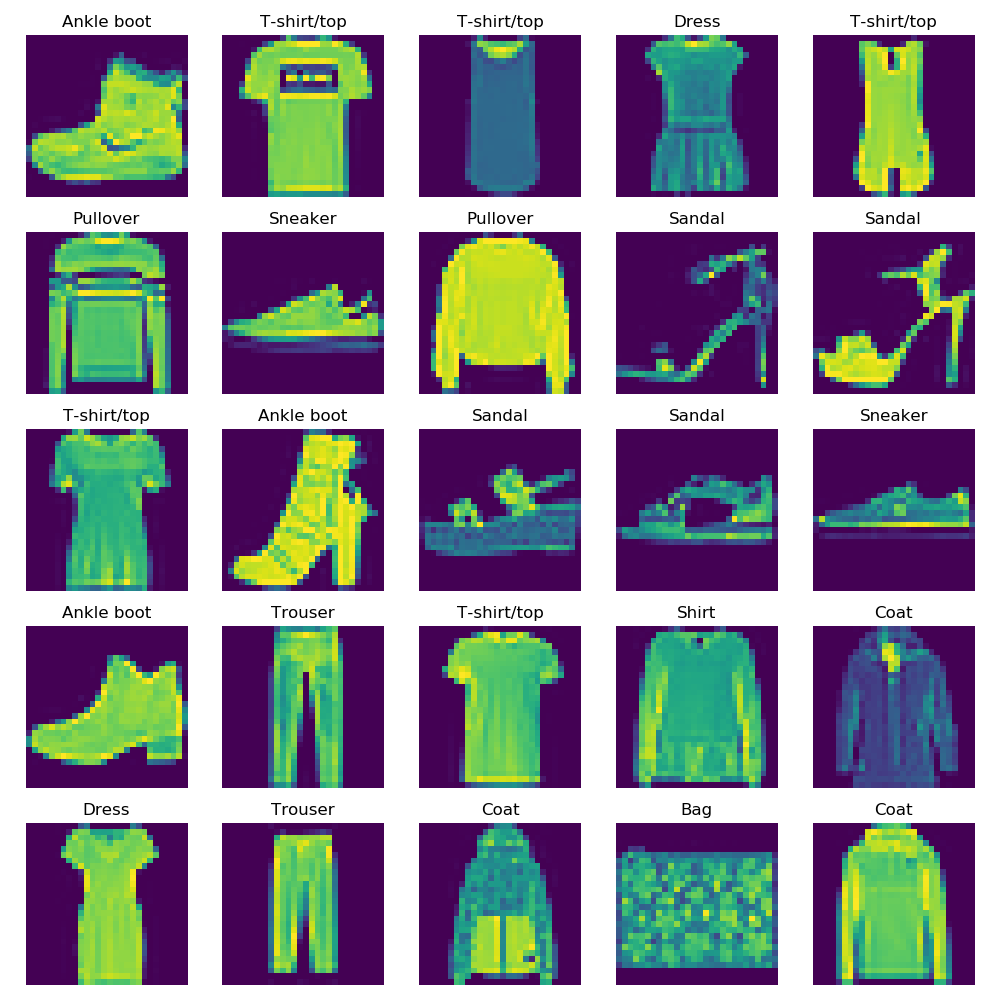 Ankle boot T-shirt/top T-shirt/top Dress T-shirt/top
Pullover Sneaker Pullover Sandal Sandal
T-shirt/top Ankle boot Sandal Sandal Sneaker
Ankle boot Trouser T-shirt/top Shirt Coat
Dress Trouser Coat Bag Coat